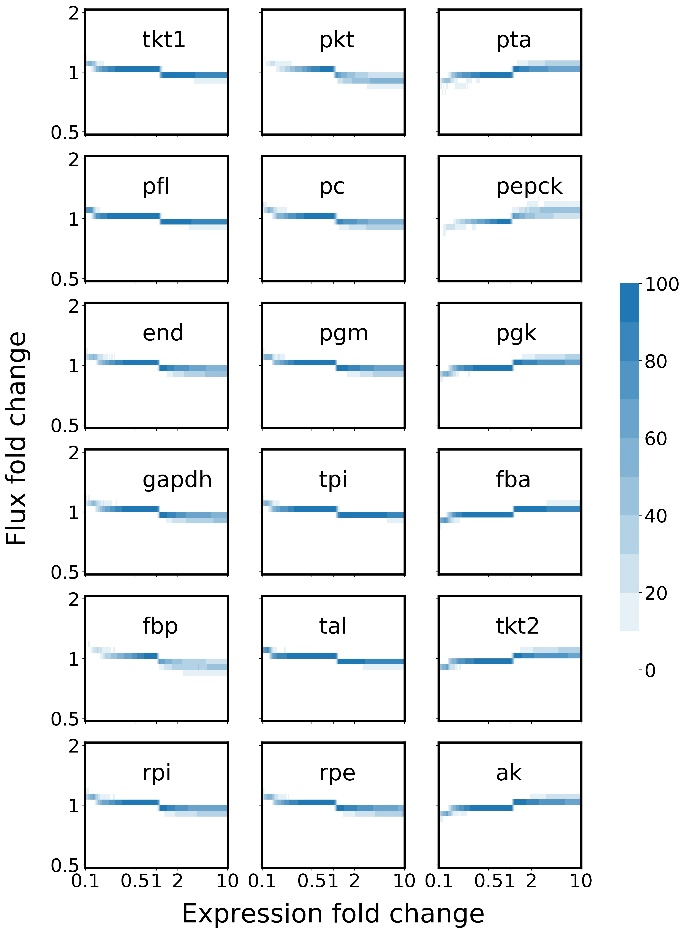 2
1
0.5
tkt1
pkt
pta
2
1
0.5
pfl
pc
pepck
2
1
0.5
end
pgm
pgk
2
1
0.5
gapdh
tpi
fba
2
1
0.5
fbp
tal
tkt2
2
1
0.5
rpi
rpe
ak
0.1 0.51 2 10 0.1 0.51 2 10 0.1 0.51 2 10
Expression fold change
Flux fold change
100
80
60
40
20
0